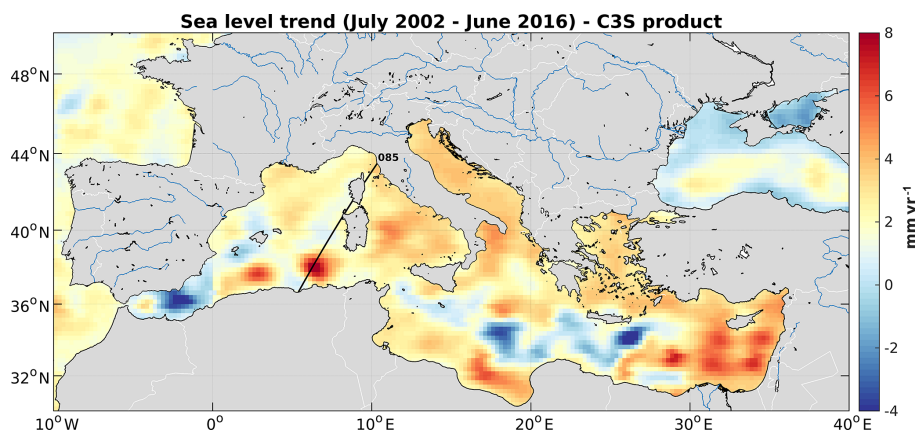 Sea level trend (July 2002 - June 2016) - C3S product
8
48°N
6
44°N
085
4
40°N
2
mm yr⁻¹
0
36°N
-2
32°N
-4
10°W
0°
10°E
20°E
30°E
40°E